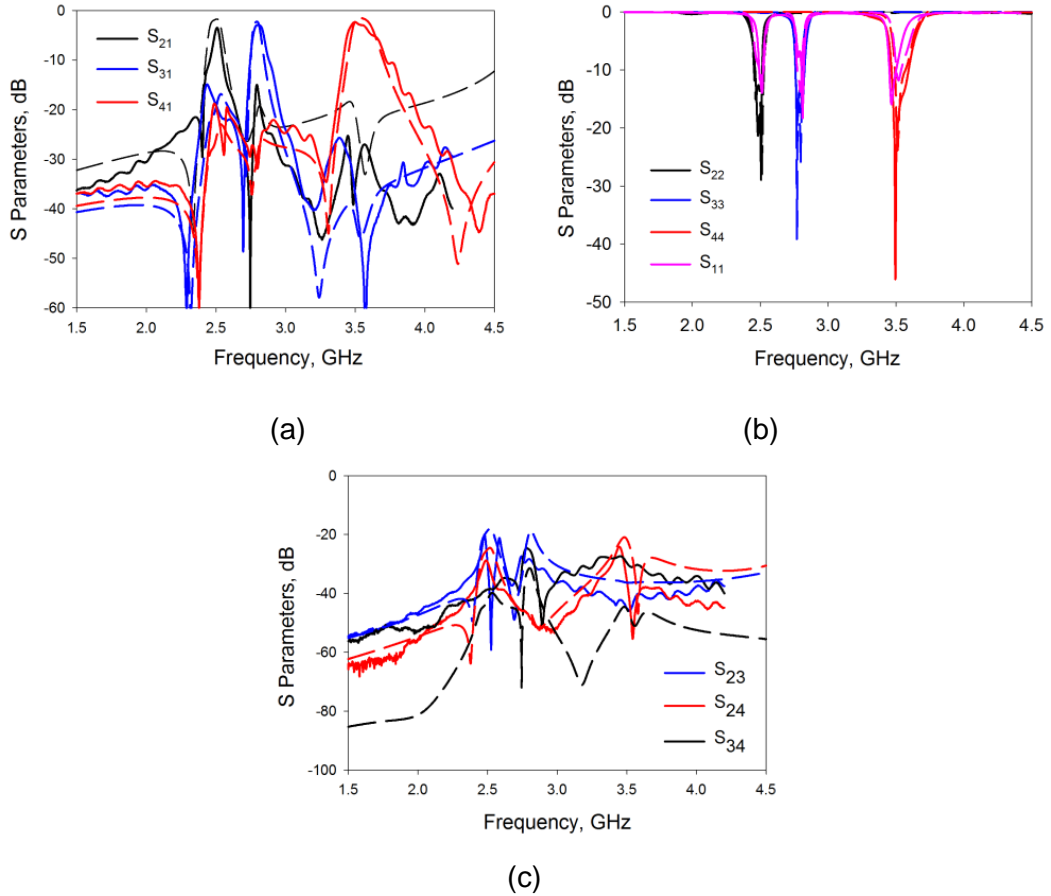 0
-10
-20
-30
-40
-50
-60
S Parameters, dB
S21
S31
S41
1.5 2.0 2.5 3.0 3.5 4.0 4.5
Frequency, GHz
(a)
0
-10
-20
-30
-40
-50
S Parameters, dB
S22
S33
S44
S11
1.5 2.0 2.5 3.0 3.5 4.0 4.5
Frequency, GHz
(b)
0
-20
-40
-60
-80
-100
S Parameters, dB
S23
S24
S34
1.5 2.0 2.5 3.0 3.5 4.0 4.5
Frequency, GHz
(c)